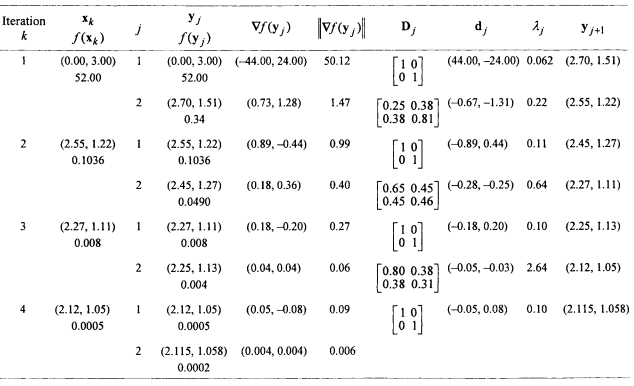 Iteration k x_k f(x_k) j y_j f(y_j) ∇f(y_j) ‖∇f(y_j)‖ D_j d_j λ_j y_{j+1}
1 (0.00, 3.00) 1 (0.00, 3.00) (–44.00, 24.00) 50.12 [1 0 (44.00, –24.00) 0.062 (2.70, 1.51)
52.00 52.00 0 1]
2 (2.70, 1.51) (0.73, 1.28) 1.47 [0.25 0.38 (–0.67, –1.31) 0.22 (2.55, 1.22)
0.34 0.38 0.81]
2 (2.55, 1.22) 1 (2.55, 1.22) (0.89, –0.44) 0.99 [1 0 (–0.89, 0.44) 0.11 (2.45, 1.27)
0.1036 0.1036 0 1]
2 (2.45, 1.27) (0.18, 0.36) 0.40 [0.65 0.45 (–0.28, –0.25) 0.64 (2.27, 1.11)
0.0490 0.45 0.46]
3 (2.27, 1.11) 1 (2.27, 1.11) (0.18, –0.20) 0.27 [1 0 (–0.18, 0.20) 0.10 (2.25, 1.13)
0.008 0.008 0 1]
2 (2.25, 1.13) (0.04, 0.04) 0.06 [0.80 0.38 (–0.05, –0.03) 2.64 (2.12, 1.05)
0.004 0.38 0.31]
4 (2.12, 1.05) 1 (2.12, 1.05) (0.05, –0.08) 0.09 [1 0 (–0.05, 0.08) 0.10 (2.115, 1.058)
0.0005 0.0005 0 1]
2 (2.115, 1.058) (0.004, 0.004) 0.006
0.0002